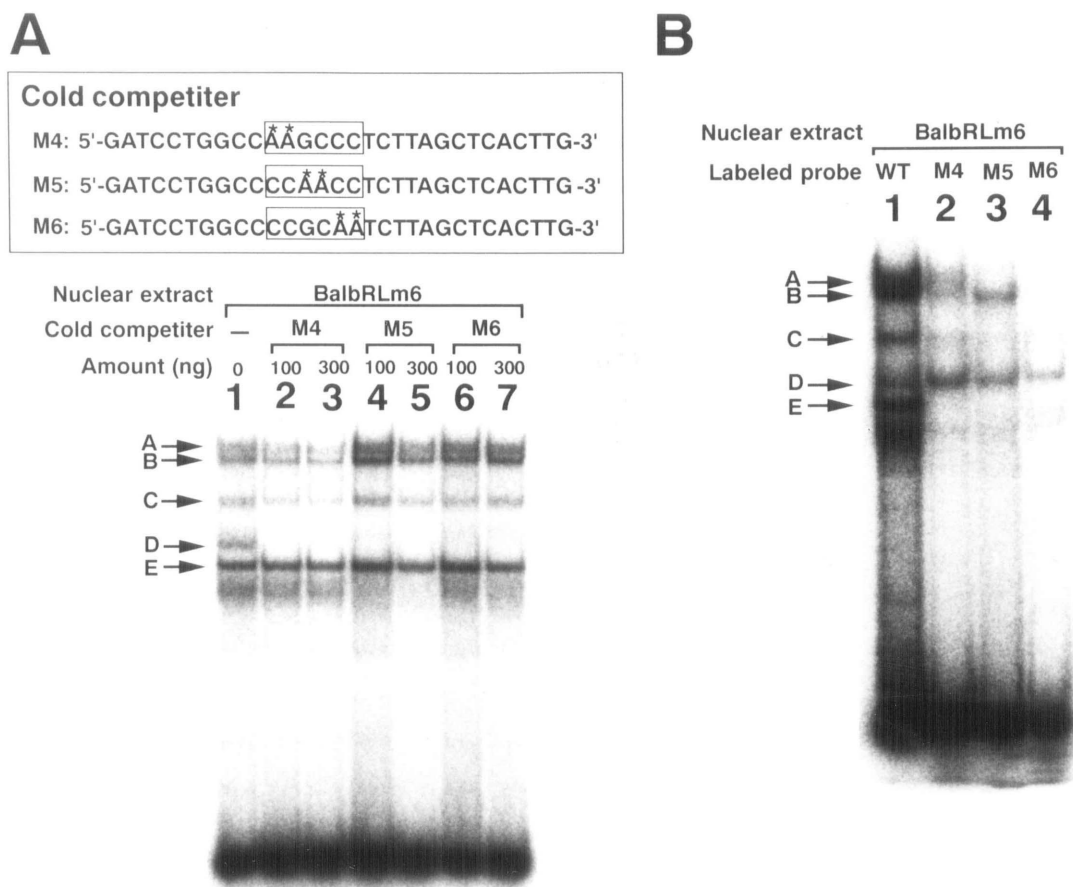 A
Cold competiter
M4: 5'-GATCCTGGCCAAGCCCTCTTAGCTCACTTG-3'
M5: 5'-GATCCTGGCCCCAACCTCTTAGCTCACTTG -3'
M6: 5'-GATCCTGGCCCCGCAATCTTAGCTCACTTG-3'
Nuclear extract BalbRLm6
Cold competiter — M4 M5 M6
Amount (ng) 0 100 300 100 300 100 300
1 2 3 4 5 6 7
A
B
C
D
E
B
Nuclear extract BalbRLm6
Labeled probe WT M4 M5 M6
1 2 3 4
A
B
C
D
E